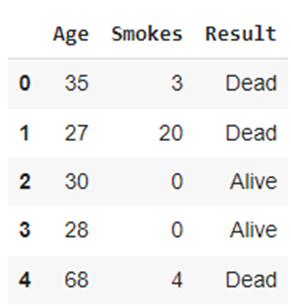 Age Smokes Result
0 35 3 Dead
1 27 20 Dead
2 30 0 Alive
3 28 0 Alive
4 68 4 Dead